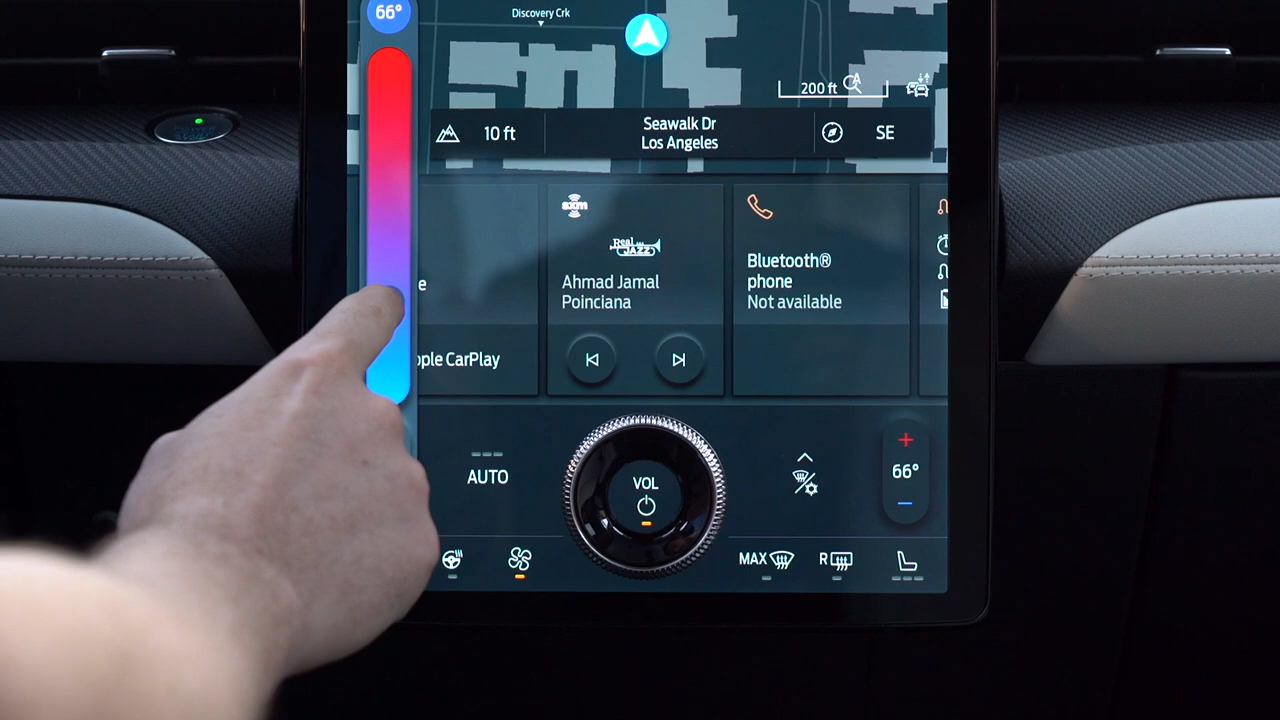 66°
Discovery Crk
200 ft
A
10 ft
Seawalk Dr
Los Angeles
SE
sxm
Real
JAZZ
Ahmad Jamal
Poinciana
Bluetooth®
phone
Not available
e
ple CarPlay
AUTO
VOL
+
66°
−
MAX
R